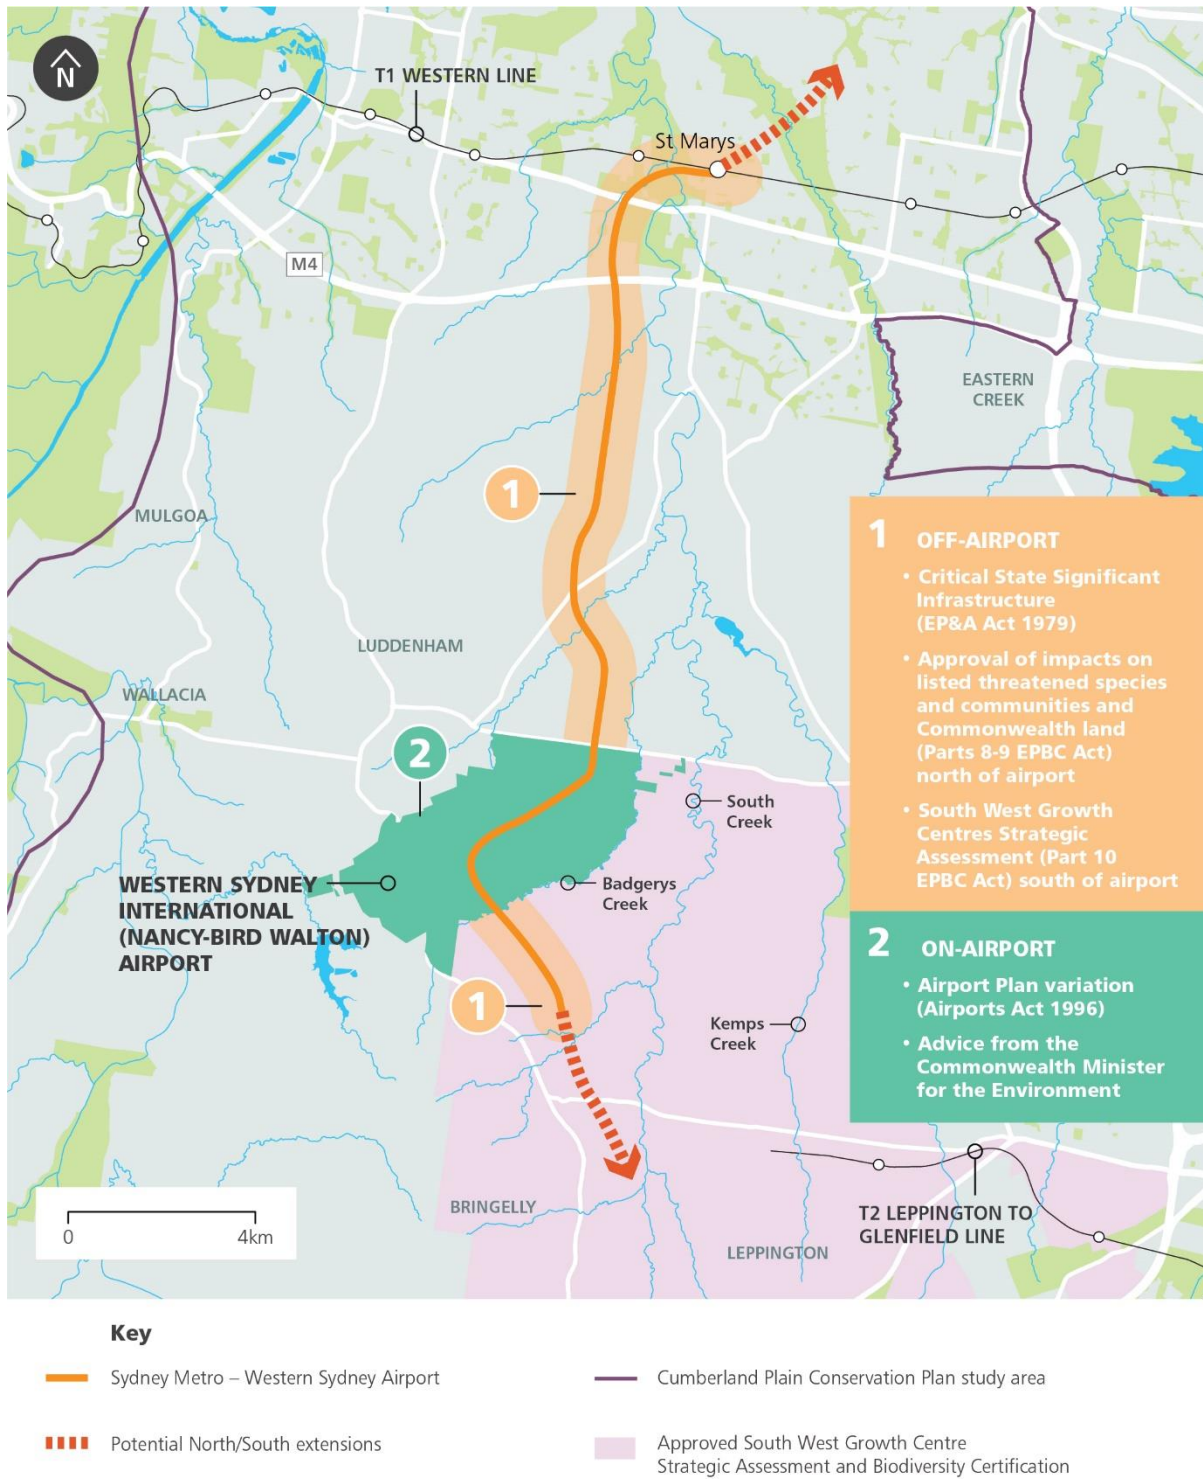 N
T1 WESTERN LINE
St Marys
M4
EASTERN
CREEK
1
MULGOA
LUDDENHAM
WALLACIA
2
South
Creek
WESTERN SYDNEY
INTERNATIONAL
(NANCY-BIRD WALTON)
AIRPORT
Badgerys
Creek
1
Kemps
Creek
BRINGELLY
LEPPINGTON
T2 LEPPINGTON TO
GLENFIELD LINE
0 4km
1 OFF-AIRPORT
• Critical State Significant
Infrastructure
(EP&A Act 1979)
• Approval of impacts on
listed threatened species
and communities and
Commonwealth land
(Parts 8-9 EPBC Act)
north of airport
• South West Growth
Centres Strategic
Assessment (Part 10
EPBC Act) south of airport
2 ON-AIRPORT
• Airport Plan variation
(Airports Act 1996)
• Advice from the
Commonwealth Minister
for the Environment
Key
Sydney Metro – Western Sydney Airport
Potential North/South extensions
Cumberland Plain Conservation Plan study area
Approved South West Growth Centre
Strategic Assessment and Biodiversity Certification